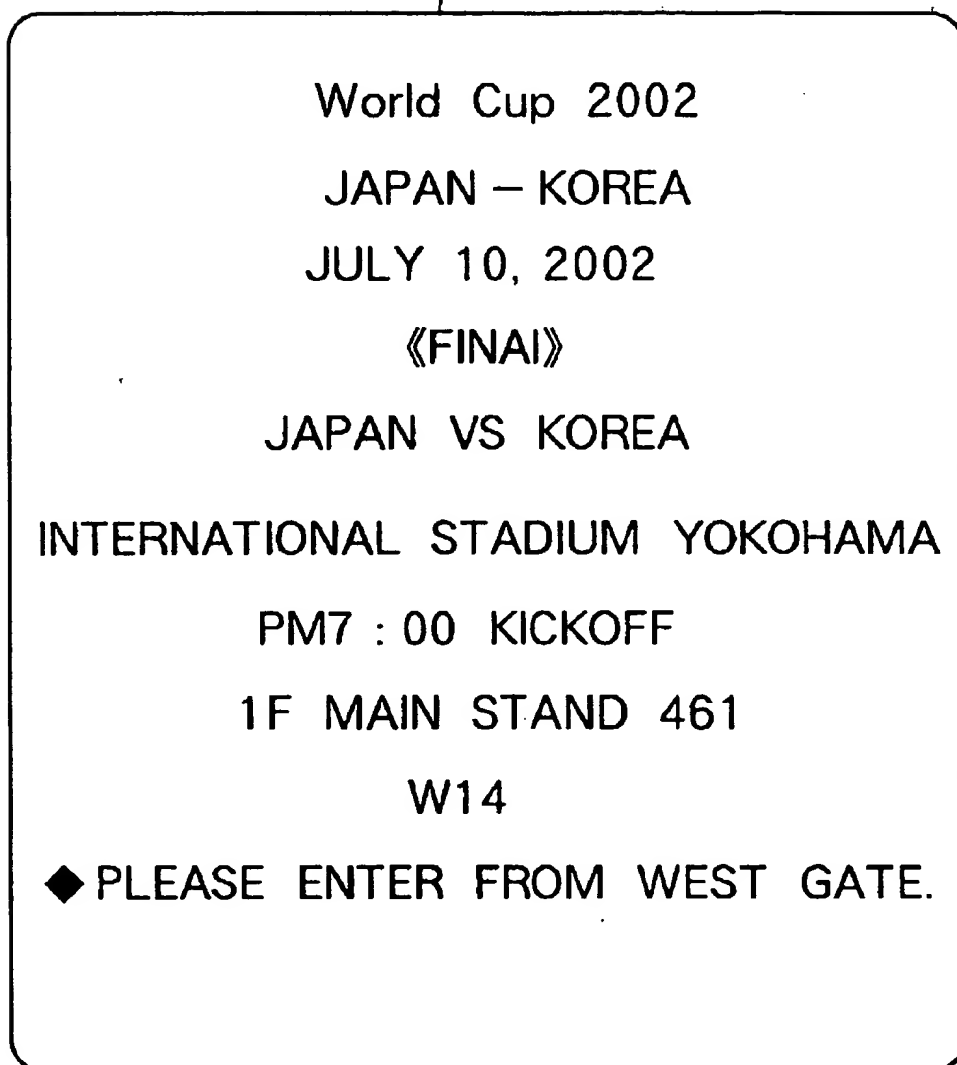 World Cup 2002
JAPAN – KOREA
JULY 10, 2002
《FINAI》
JAPAN VS KOREA
INTERNATIONAL STADIUM YOKOHAMA
PM7 : 00 KICKOFF
1F MAIN STAND 461
W14
◆ PLEASE ENTER FROM WEST GATE.